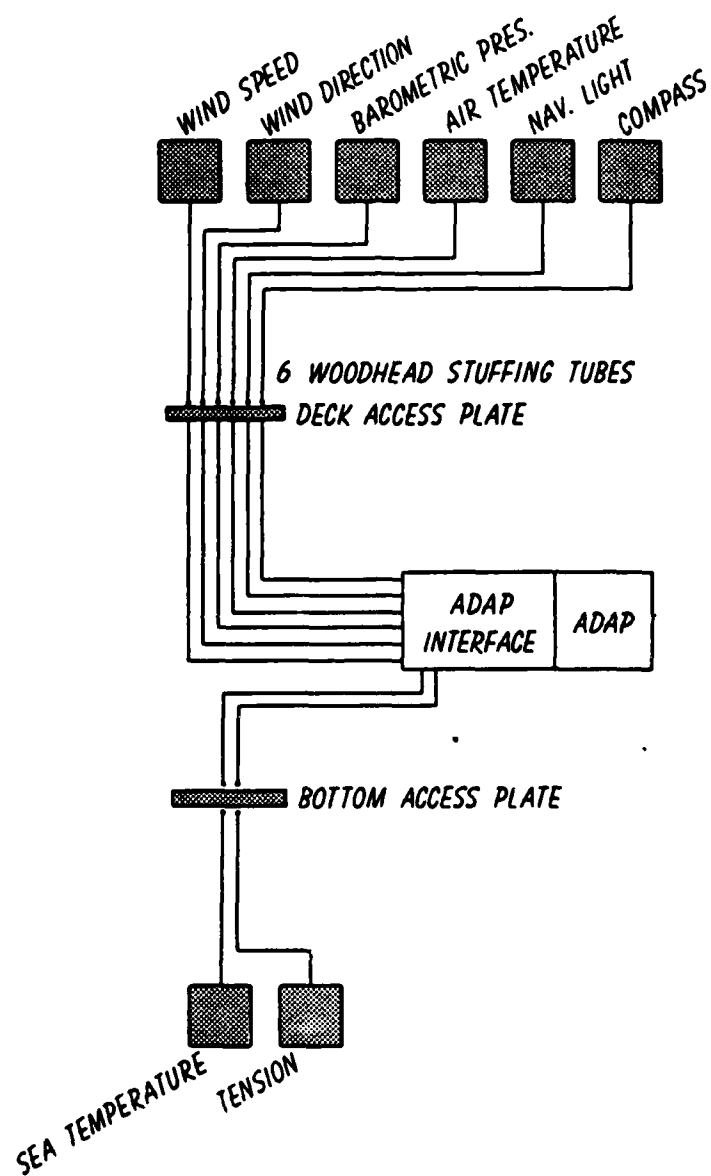 WIND SPEED
WIND DIRECTION
BAROMETRIC PRES.
AIR TEMPERATURE
NAV. LIGHT
COMPASS
6 WOODHEAD STUFFING TUBES
DECK ACCESS PLATE
ADAP
INTERFACE
ADAP
BOTTOM ACCESS PLATE
SEA TEMPERATURE
TENSION